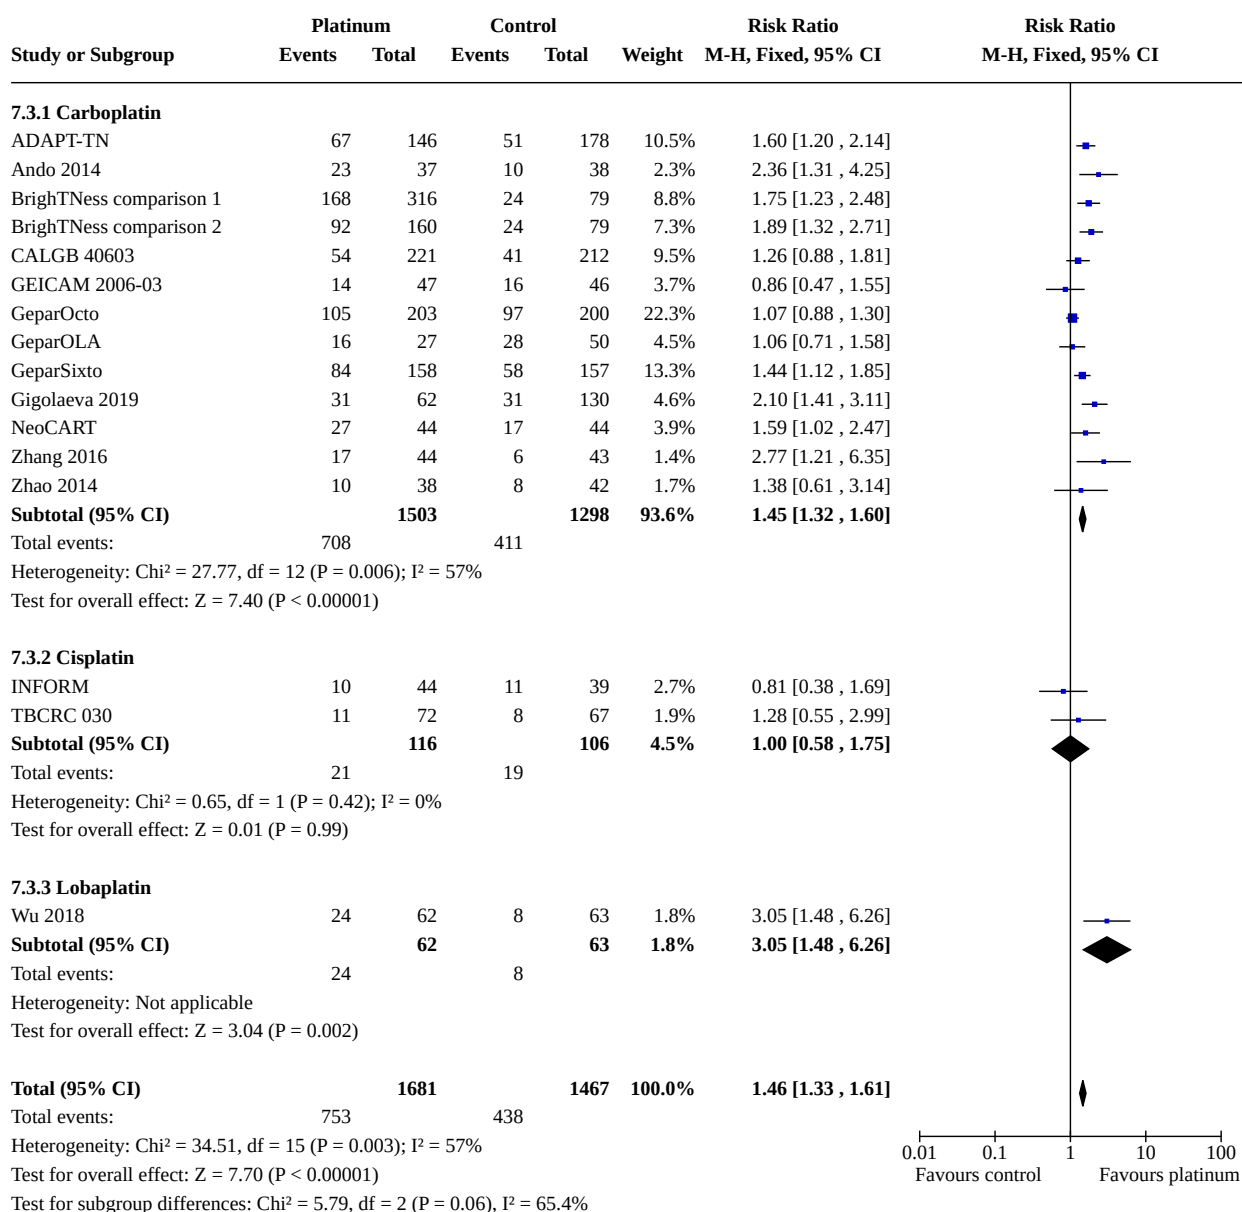 Platinum Control Risk Ratio Risk Ratio
Study or Subgroup Events Total Events Total Weight M-H, Fixed, 95% CI M-H, Fixed, 95% CI
7.3.1 Carboplatin
ADAPT-TN 67 146 51 178 10.5% 1.60 [1.20 , 2.14]
Ando 2014 23 37 10 38 2.3% 2.36 [1.31 , 4.25]
BrighTNess comparison 1 168 316 24 79 8.8% 1.75 [1.23 , 2.48]
BrighTNess comparison 2 92 160 24 79 7.3% 1.89 [1.32 , 2.71]
CALGB 40603 54 221 41 212 9.5% 1.26 [0.88 , 1.81]
GEICAM 2006-03 14 47 16 46 3.7% 0.86 [0.47 , 1.55]
GeparOcto 105 203 97 200 22.3% 1.07 [0.88 , 1.30]
GeparOLA 16 27 28 50 4.5% 1.06 [0.71 , 1.58]
GeparSixto 84 158 58 157 13.3% 1.44 [1.12 , 1.85]
Gigolaeva 2019 31 62 31 130 4.6% 2.10 [1.41 , 3.11]
NeoCART 27 44 17 44 3.9% 1.59 [1.02 , 2.47]
Zhang 2016 17 44 6 43 1.4% 2.77 [1.21 , 6.35]
Zhao 2014 10 38 8 42 1.7% 1.38 [0.61 , 3.14]
Subtotal (95% CI) 1503 1298 93.6% 1.45 [1.32 , 1.60]
Total events: 708 411
Heterogeneity: Chi² = 27.77, df = 12 (P = 0.006); I² = 57%
Test for overall effect: Z = 7.40 (P < 0.00001)
7.3.2 Cisplatin
INFORM 10 44 11 39 2.7% 0.81 [0.38 , 1.69]
TBCRC 030 11 72 8 67 1.9% 1.28 [0.55 , 2.99]
Subtotal (95% CI) 116 106 4.5% 1.00 [0.58 , 1.75]
Total events: 21 19
Heterogeneity: Chi² = 0.65, df = 1 (P = 0.42); I² = 0%
Test for overall effect: Z = 0.01 (P = 0.99)
7.3.3 Lobaplatin
Wu 2018 24 62 8 63 1.8% 3.05 [1.48 , 6.26]
Subtotal (95% CI) 62 63 1.8% 3.05 [1.48 , 6.26]
Total events: 24 8
Heterogeneity: Not applicable
Test for overall effect: Z = 3.04 (P = 0.002)
Total (95% CI) 1681 1467 100.0% 1.46 [1.33 , 1.61]
Total events: 753 438
Heterogeneity: Chi² = 34.51, df = 15 (P = 0.003); I² = 57%
Test for overall effect: Z = 7.70 (P < 0.00001)
Test for subgroup differences: Chi² = 5.79, df = 2 (P = 0.06), I² = 65.4%
0.01 0.1 1 10 100
Favours control Favours platinum